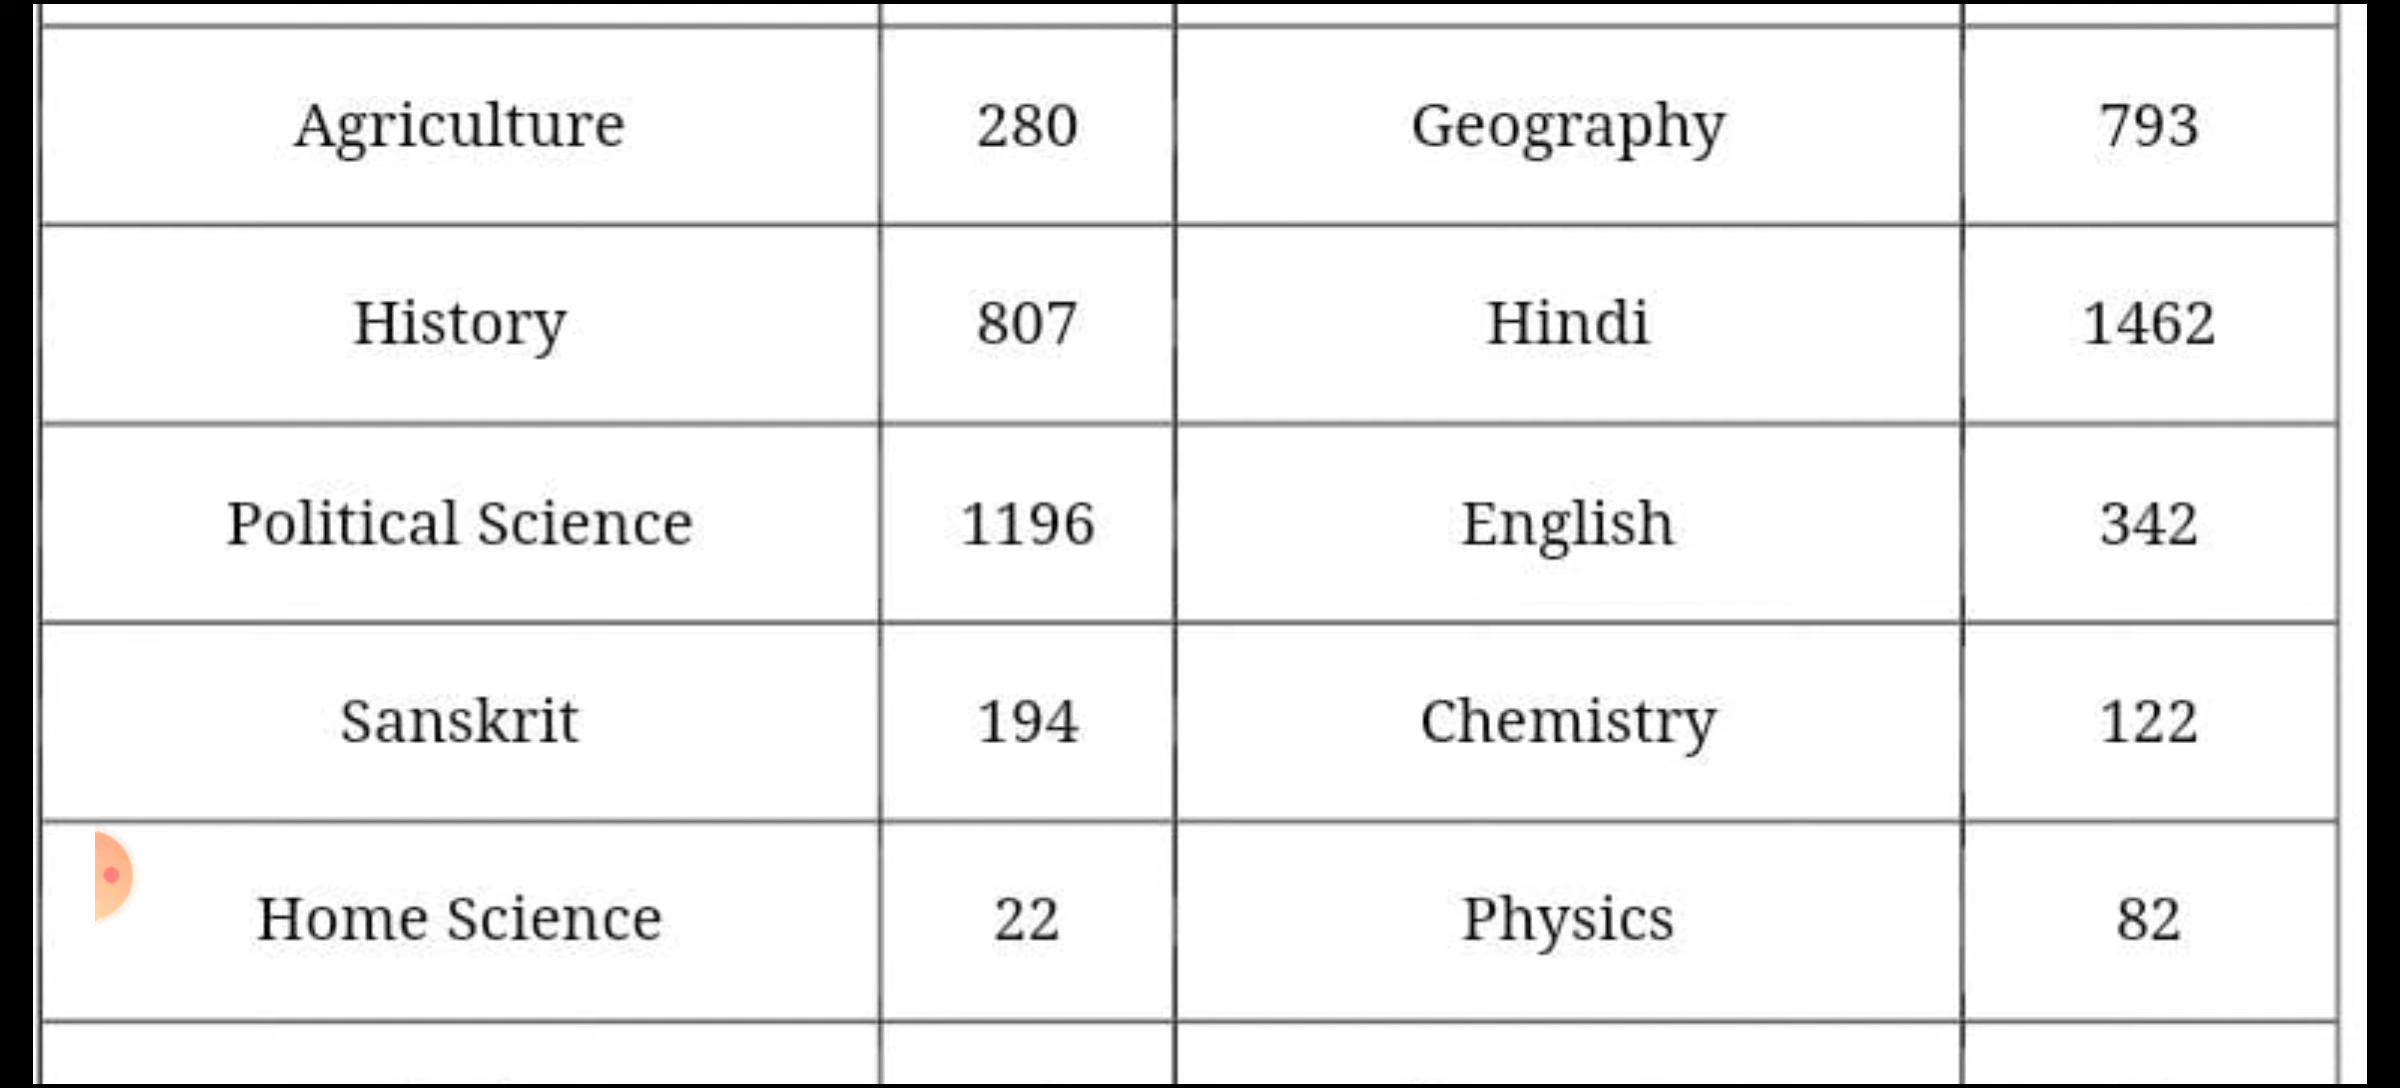 Agriculture 280 Geography 793
History 807 Hindi 1462
Political Science 1196 English 342
Sanskrit 194 Chemistry 122
Home Science 22 Physics 82